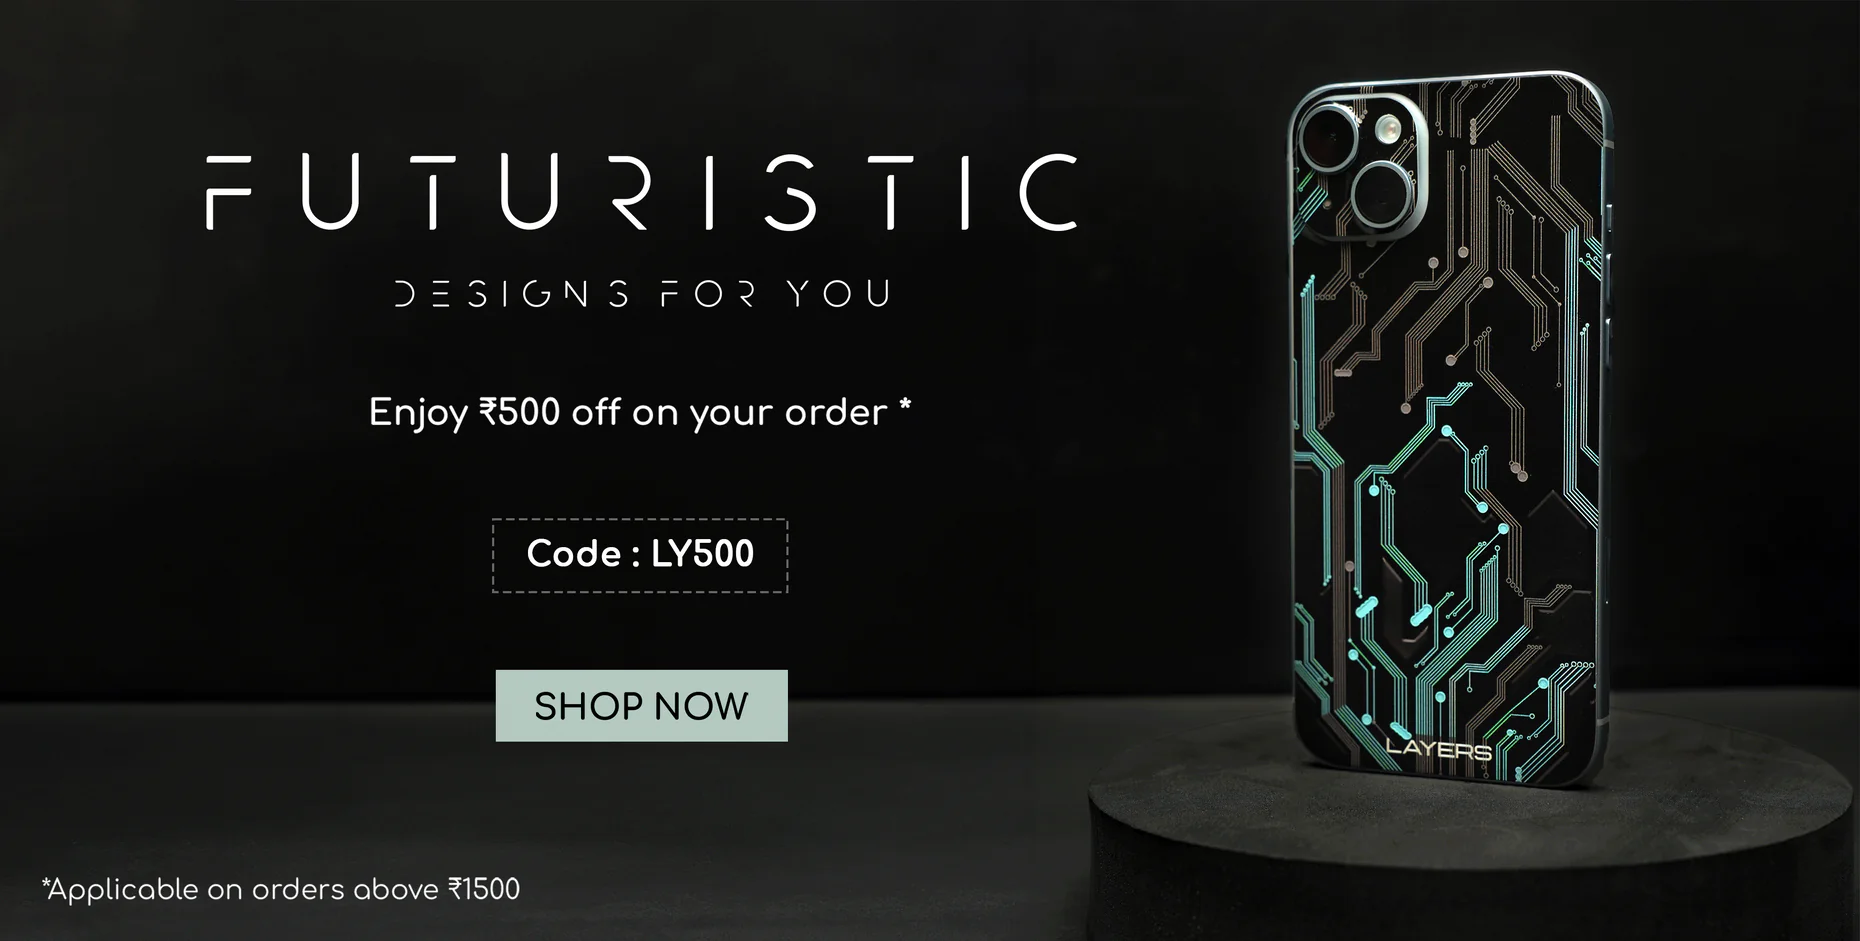 FUTURISTIC
DESIGNS FOR YOU
Enjoy ₹500 off on your order *
Code : LY500
SHOP NOW
LAYERS
*Applicable on orders above ₹1500